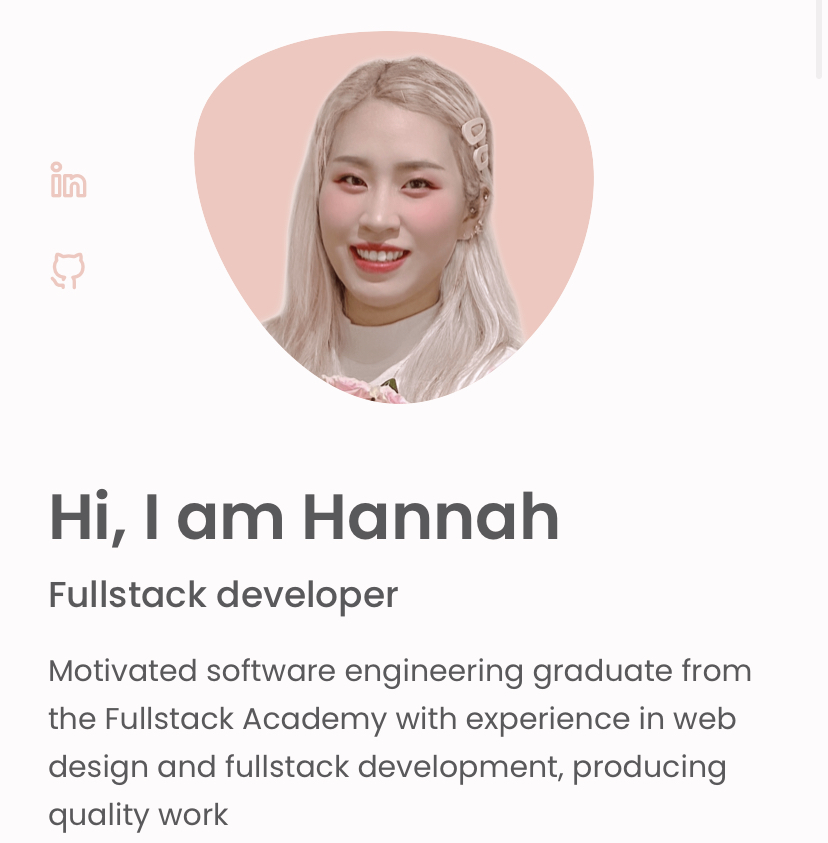 in
Hi, I am Hannah
Fullstack developer
Motivated software engineering graduate from
the Fullstack Academy with experience in web
design and fullstack development, producing
quality work